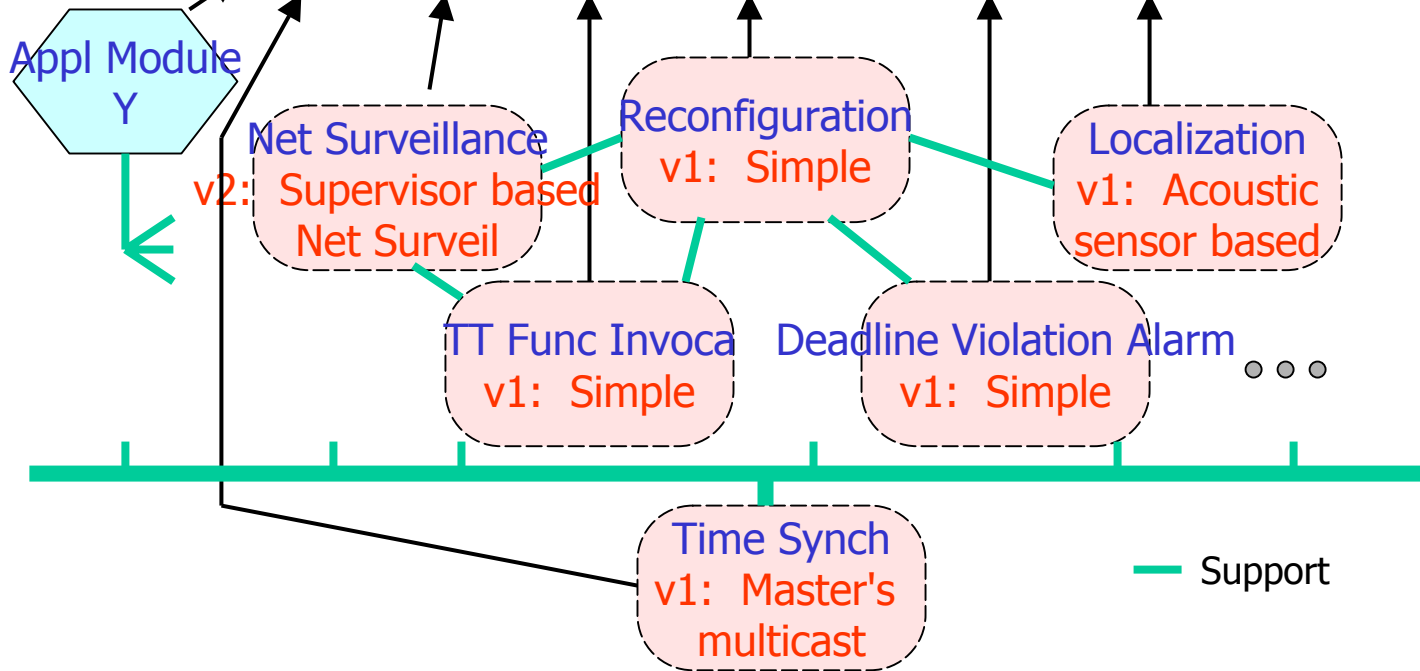 Appl Module
Y
Net Surveillance
v2: Supervisor based
Net Surveil
Reconfiguration
v1: Simple
Localization
v1: Acoustic
sensor based
TT Func Invoca
v1: Simple
Deadline Violation Alarm
v1: Simple
Time Synch
v1: Master's
multicast
Support